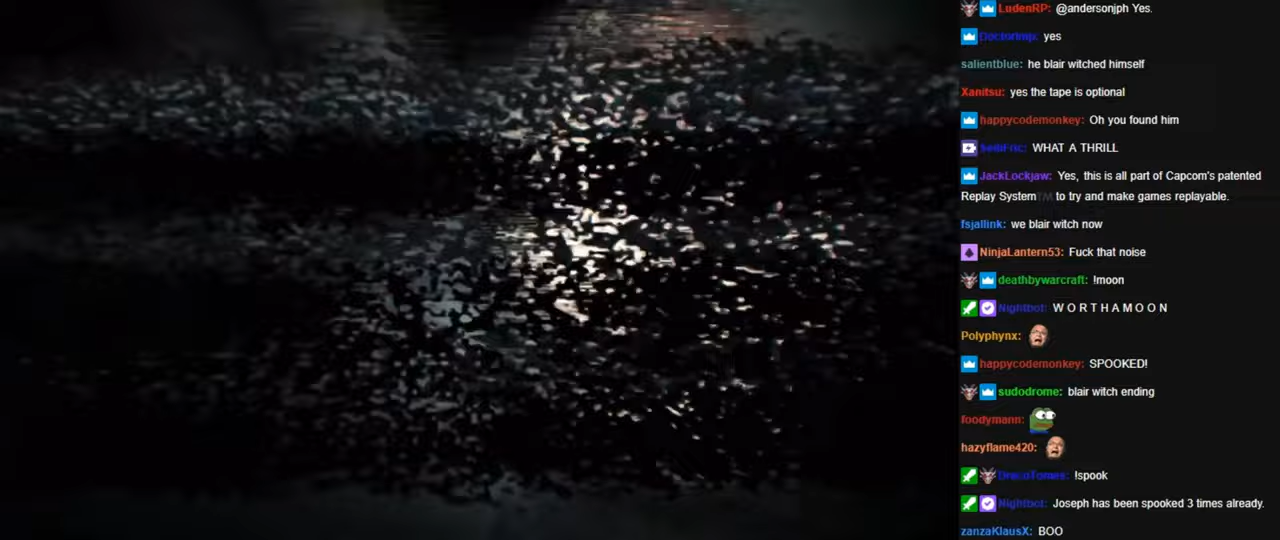 LudenRP: @andersonjph Yes.
DoctorImp: yes
salientblue: he blair witched himself
Xanitsu: yes the tape is optional
happycodemonkey: Oh you found him
WHAT A THRILL
JackLockjaw: Yes, this is all part of Capcom's patented
Replay System™ to try and make games replayable.
fsjallink: we blair witch now
NinjaLantern53: Fuck that noise
deathbywarcraft: !moon
Nightbot: W O R T H A M O O N
Polyphynx:
happycodemonkey: SPOOKED!
sudodrome: blair witch ending
foodymann:
hazyflame420:
DracoTomes: !spook
Nightbot: Joseph has been spooked 3 times already.
zanzaKlausX: BOO